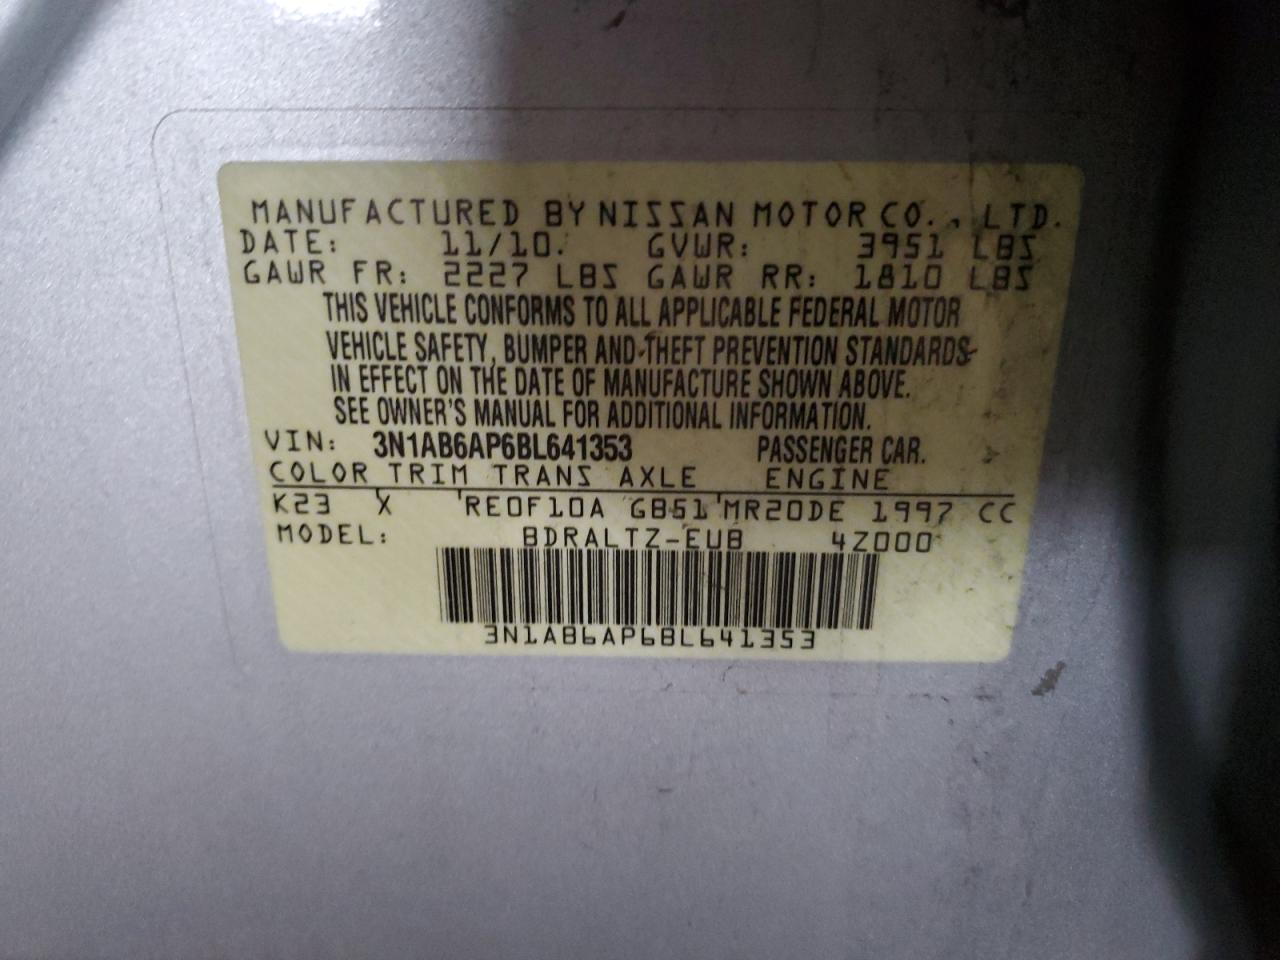 MANUFACTURED BY NISSAN MOTOR CO., LTD.
DATE: 11/10. GVWR: 3951 LBS
GAWR FR: 2227 LBS GAWR RR: 1810 LBS
THIS VEHICLE CONFORMS TO ALL APPLICABLE FEDERAL MOTOR
VEHICLE SAFETY, BUMPER AND THEFT PREVENTION STANDARDS
IN EFFECT ON THE DATE OF MANUFACTURE SHOWN ABOVE.
SEE OWNER'S MANUAL FOR ADDITIONAL INFORMATION.
VIN: 3N1AB6AP6BL641353 PASSENGER CAR.
COLOR TRIM TRANS AXLE ENGINE
K23 X RE0F10A GB51 MR20DE 1997 CC
MODEL: BDRALTZ-EUB 4Z000
3N1AB6AP6BL641353